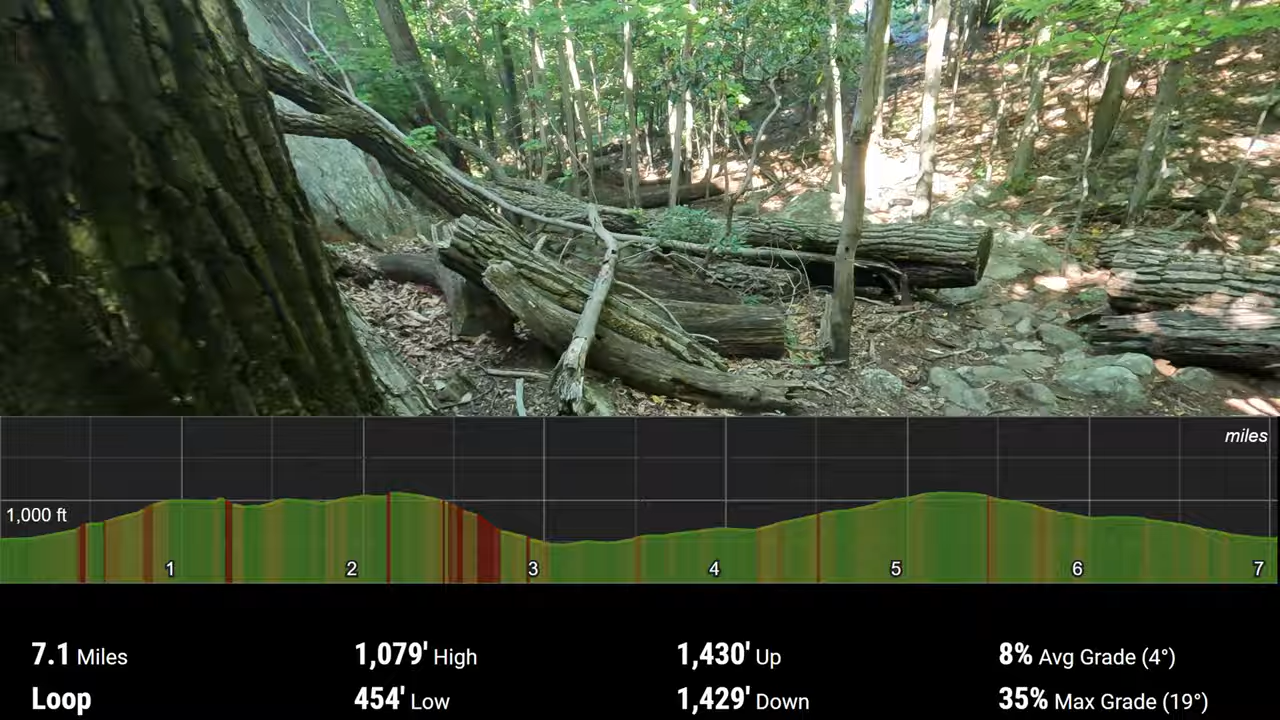 miles
1,000 ft
1 2 3 4 5 6 7
7.1 Miles 1,079' High 1,430' Up 8% Avg Grade (4°)
Loop 454' Low 1,429' Down 35% Max Grade (19°)